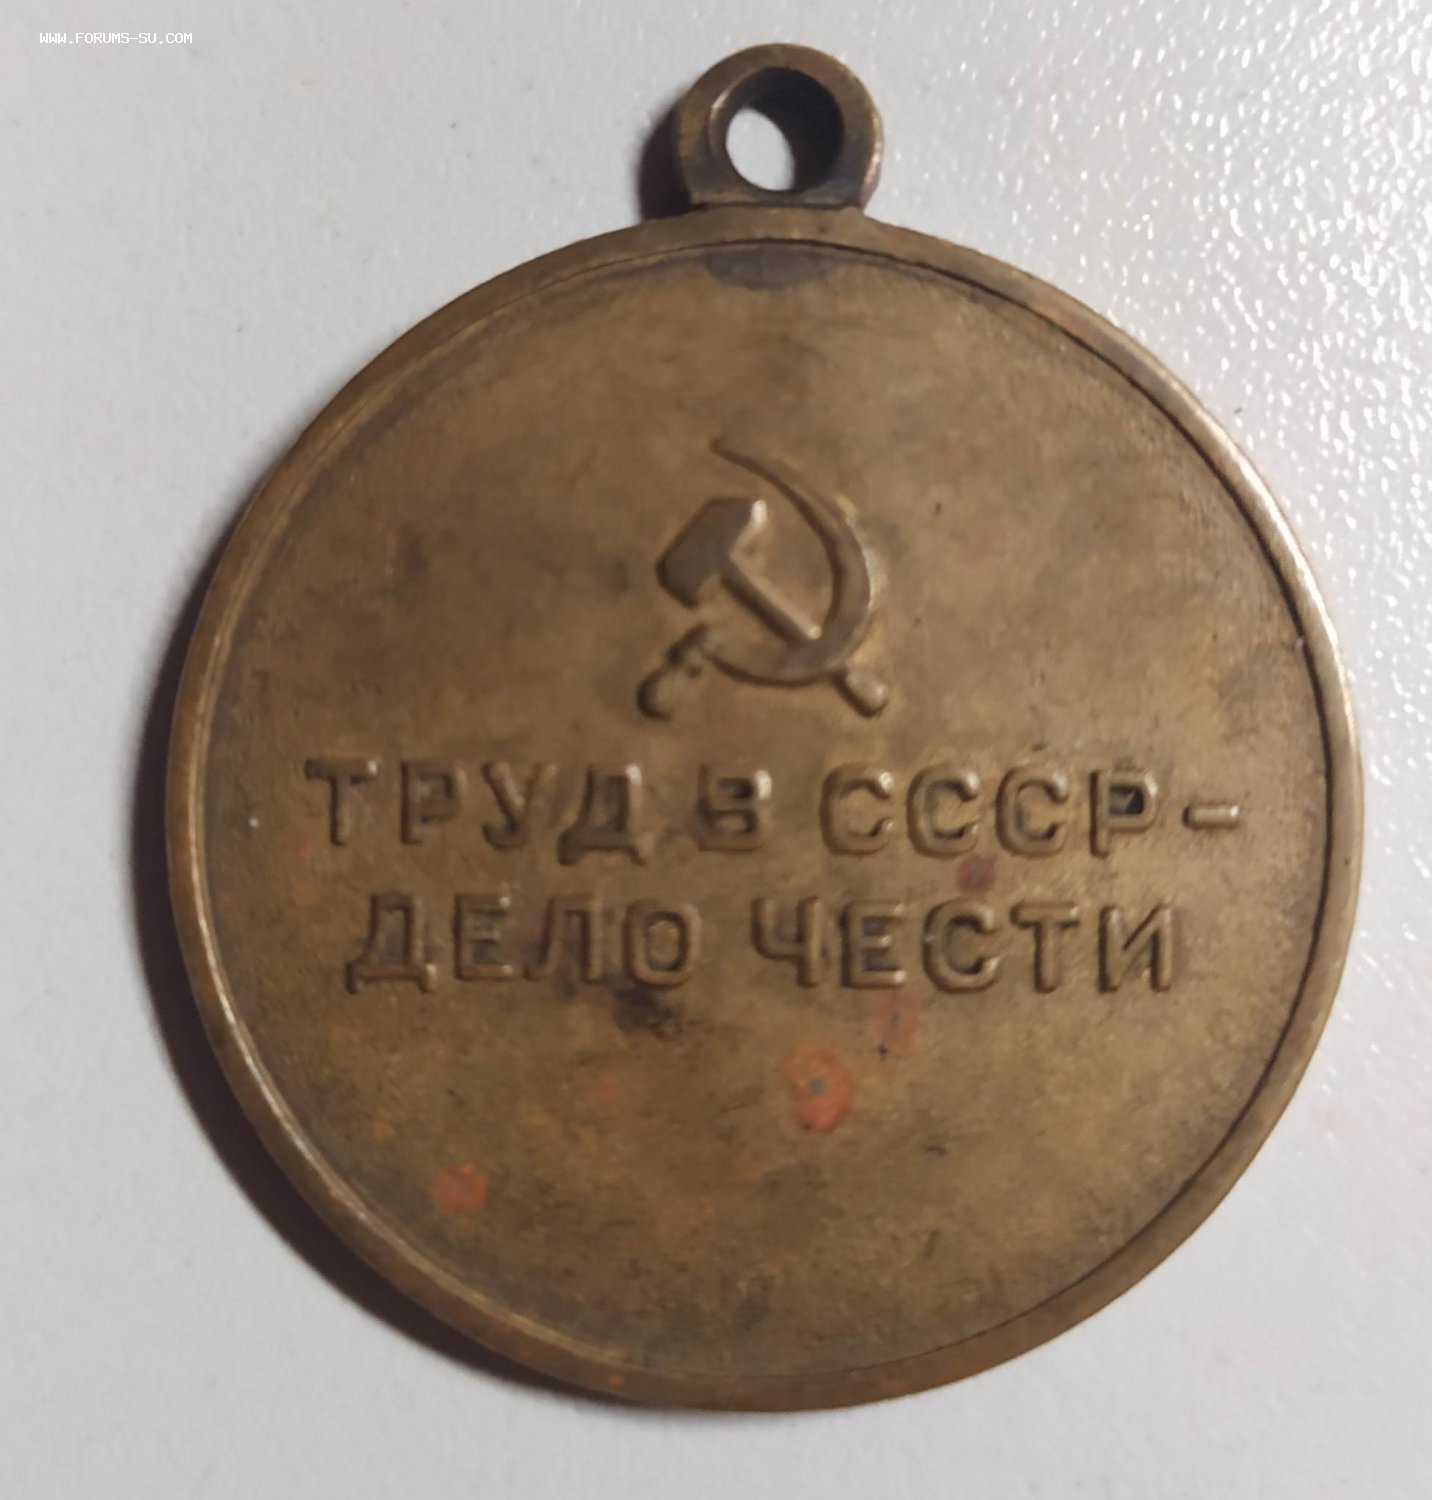 WWW.FORUMS-SU.COM
ТРУД В СССР-
ДЕЛО ЧЕСТИ